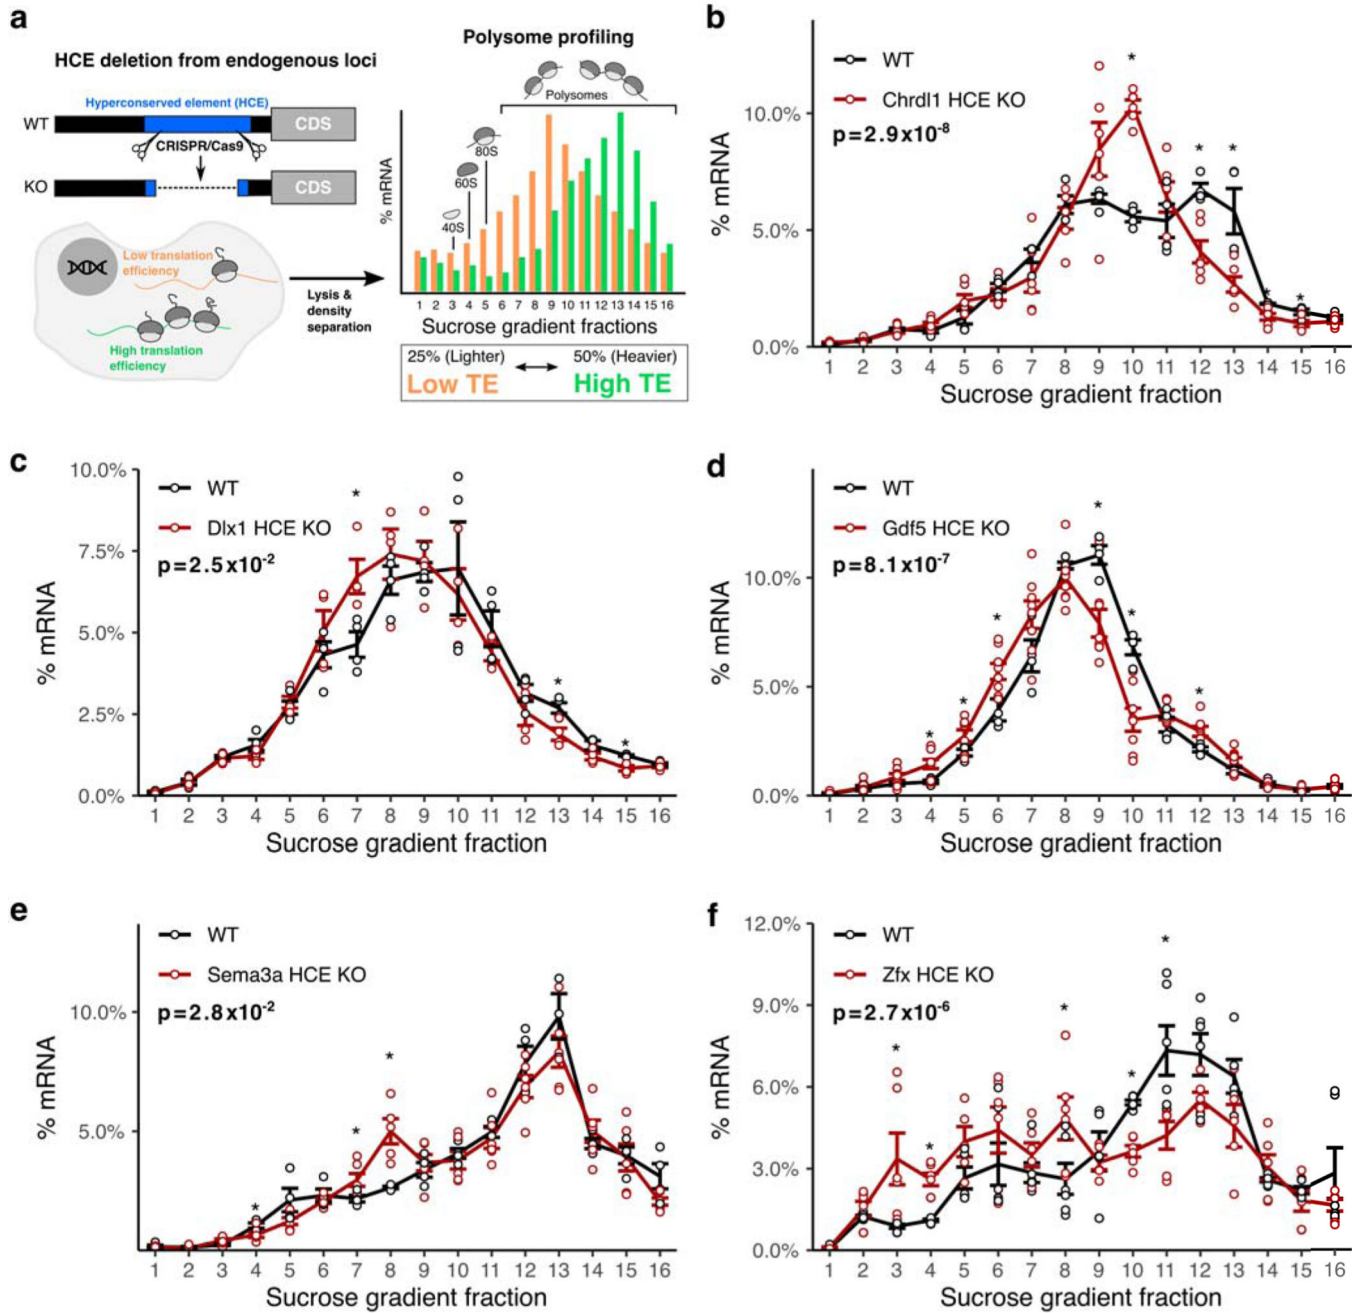 a
HCE deletion from endogenous loci
Hyperconserved element (HCE)
WT
CDS
CRISPR/Cas9
KO
CDS
Low translation
efficiency
High translation
efficiency
Lysis &
density
separation
Polysome profiling
Polysomes
80S
60S
40S
% mRNA
1 2 3 4 5 6 7 8 9 10 11 12 13 14 15 16
Sucrose gradient fractions
25% (Lighter) 50% (Heavier)
Low TE High TE
b
WT
Chrdl1 HCE KO
p=2.9x10-8
% mRNA
10.0%
5.0%
0.0%
* * * * *
1 2 3 4 5 6 7 8 9 10 11 12 13 14 15 16
Sucrose gradient fraction
c
WT
Dlx1 HCE KO
p=2.5x10-2
% mRNA
10.0%
7.5%
5.0%
2.5%
0.0%
* * *
1 2 3 4 5 6 7 8 9 10 11 12 13 14 15 16
Sucrose gradient fraction
d
WT
Gdf5 HCE KO
p=8.1x10-7
% mRNA
10.0%
5.0%
0.0%
* * * * * *
1 2 3 4 5 6 7 8 9 10 11 12 13 14 15 16
Sucrose gradient fraction
e
WT
Sema3a HCE KO
p=2.8x10-2
% mRNA
10.0%
5.0%
* * *
1 2 3 4 5 6 7 8 9 10 11 12 13 14 15 16
Sucrose gradient fraction
f
WT
Zfx HCE KO
p=2.7x10-6
% mRNA
12.0%
9.0%
6.0%
3.0%
0.0%
* * * * *
1 2 3 4 5 6 7 8 9 10 11 12 13 14 15 16
Sucrose gradient fraction